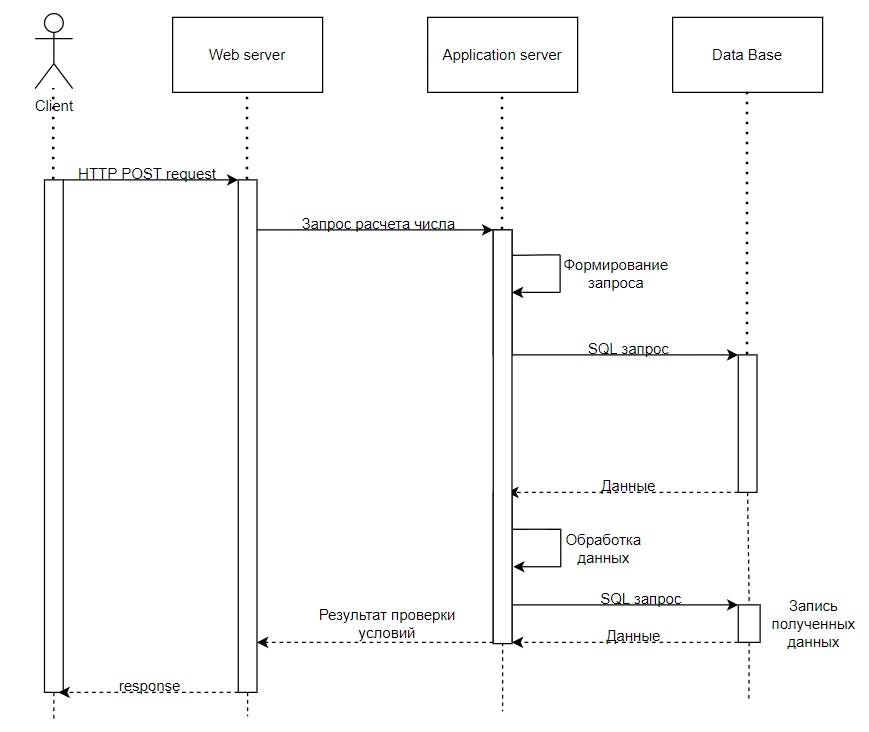 Web server
Application server
Data Base
Client
HTTP POST request
Запрос расчета числа
Формирование
запроса
SQL запрос
Данные
Обработка
данных
SQL запрос
Запись
полученных
данных
Результат проверки
условий
Данные
response